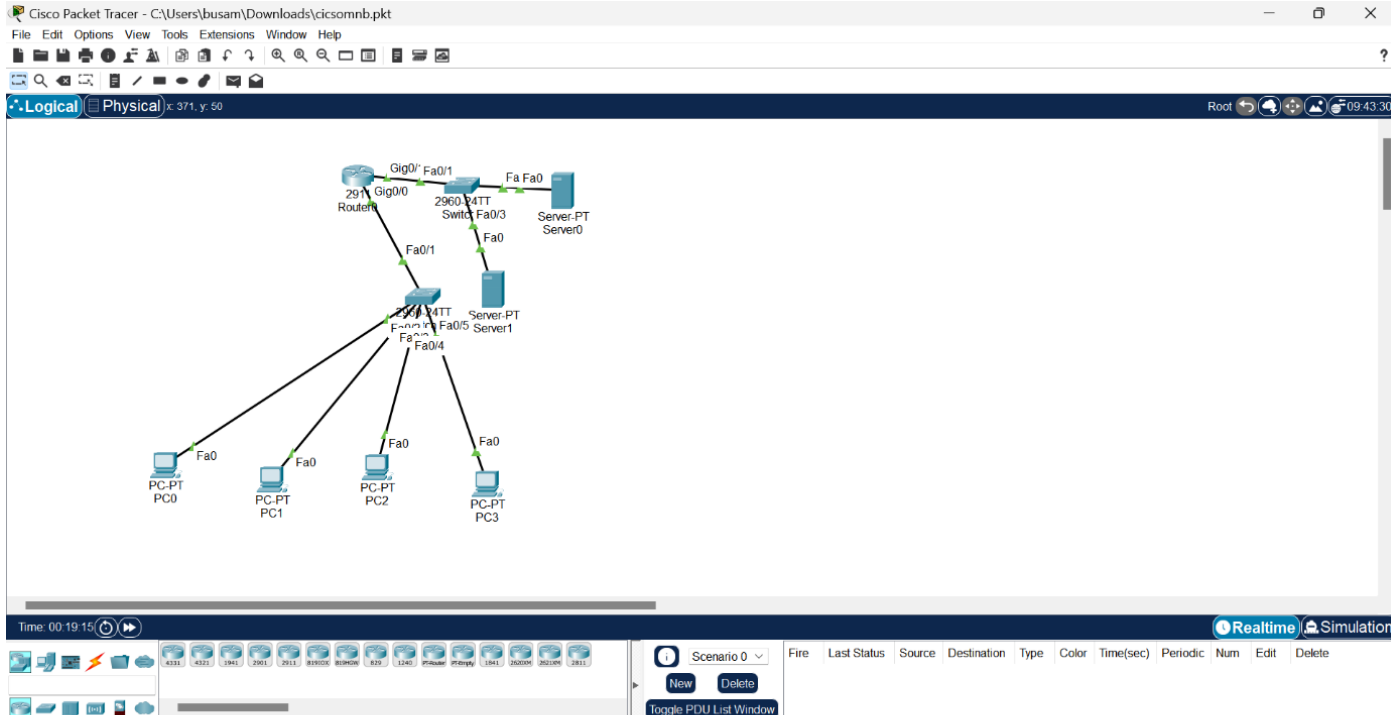 Cisco Packet Tracer - C:\Users\busam\Downloads\cicsomnb.pkt
File Edit Options View Tools Extensions Window Help
?
Logical Physical x: 371, y: 50
Root 09:43:30
Gig0/ Fa0/1
Fa Fa0
Gig0/0
2911
Router0
2960-24TT
Switc Fa0/3
Server-PT
Server0
Fa0
Fa0/1
2960-24TT
Server-PT
Server1
Fa0/5
Fa0/4
Fa0
Fa0
Fa0
Fa0
PC-PT
PC0
PC-PT
PC1
PC-PT
PC2
PC-PT
PC3
Time: 00:19:15
Realtime Simulation
4331 4321 1941 2901 2911 819IOX 819HGW 829 1240 PT-Router PT-Empty 1841 2620XM 2621XM 2811
Scenario 0
New Delete
Toggle PDU List Window
Fire Last Status Source Destination Type Color Time(sec) Periodic Num Edit Delete